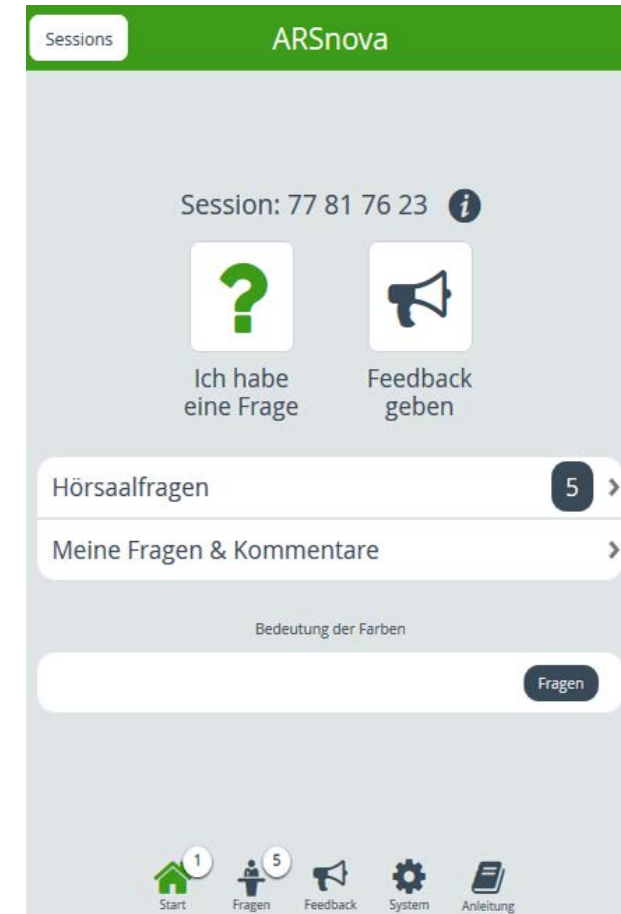 Sessions
ARSnova
Session: 77 81 76 23 i
?
Ich habe
eine Frage
Feedback
geben
Hörsaalfragen 5
Meine Fragen & Kommentare
Bedeutung der Farben
Fragen
1
5
Start Fragen Feedback System Anleitung